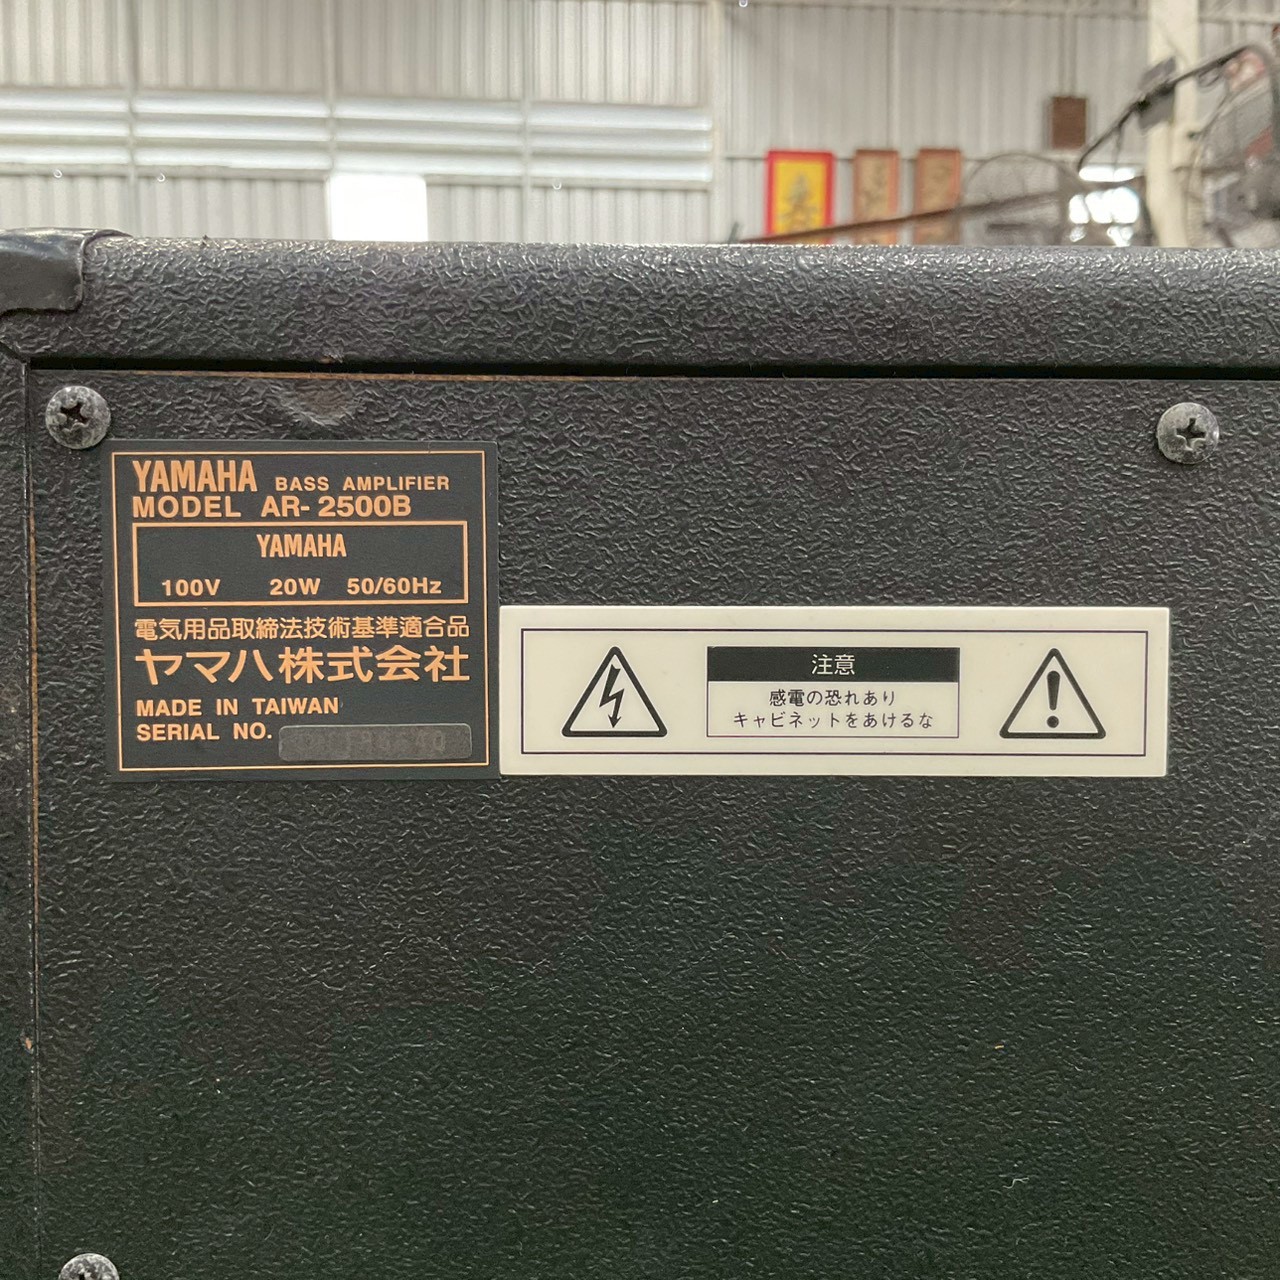 YAMAHA BASS AMPLIFIER
MODEL AR-2500B
YAMAHA
100V 20W 50/60Hz
電気用品取締法技術基準適合品
ヤマハ株式会社
MADE IN TAIWAN
SERIAL NO.
注意
感電の恐れあり
キャビネットをあけるな